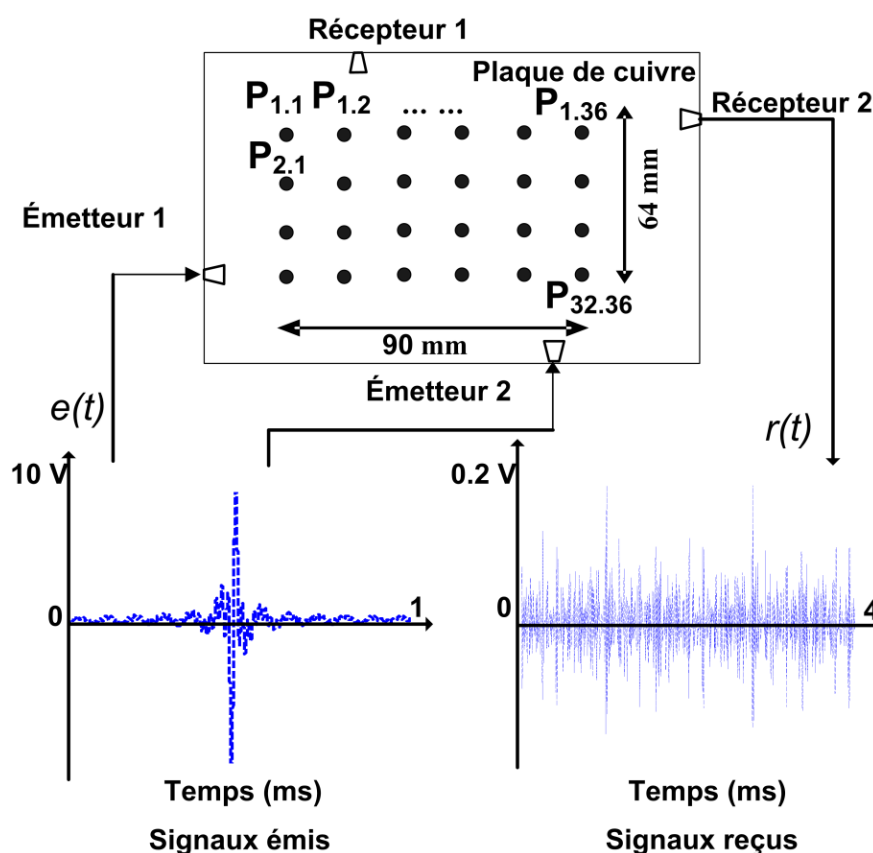 Récepteur 1
Plaque de cuivre
P1.1 P1.2 ... ... P1.36
Récepteur 2
P2.1
64 mm
Émetteur 1
P32.36
90 mm
Émetteur 2
e(t)
r(t)
10 V
0.2 V
0
1
0
4
Temps (ms)
Temps (ms)
Signaux émis
Signaux reçus